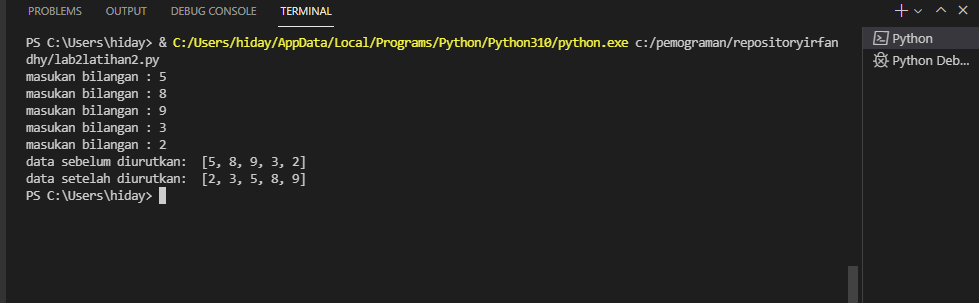 PROBLEMS OUTPUT DEBUG CONSOLE TERMINAL
PS C:\Users\hiday> & C:/Users/hiday/AppData/Local/Programs/Python/Python310/python.exe c:/pemograman/repositoryirfan
dhy/lab2latihan2.py
masukan bilangan : 5
masukan bilangan : 8
masukan bilangan : 9
masukan bilangan : 3
masukan bilangan : 2
data sebelum diurutkan:  [5, 8, 9, 3, 2]
data setelah diurutkan:  [2, 3, 5, 8, 9]
PS C:\Users\hiday>
Python
Python Deb...